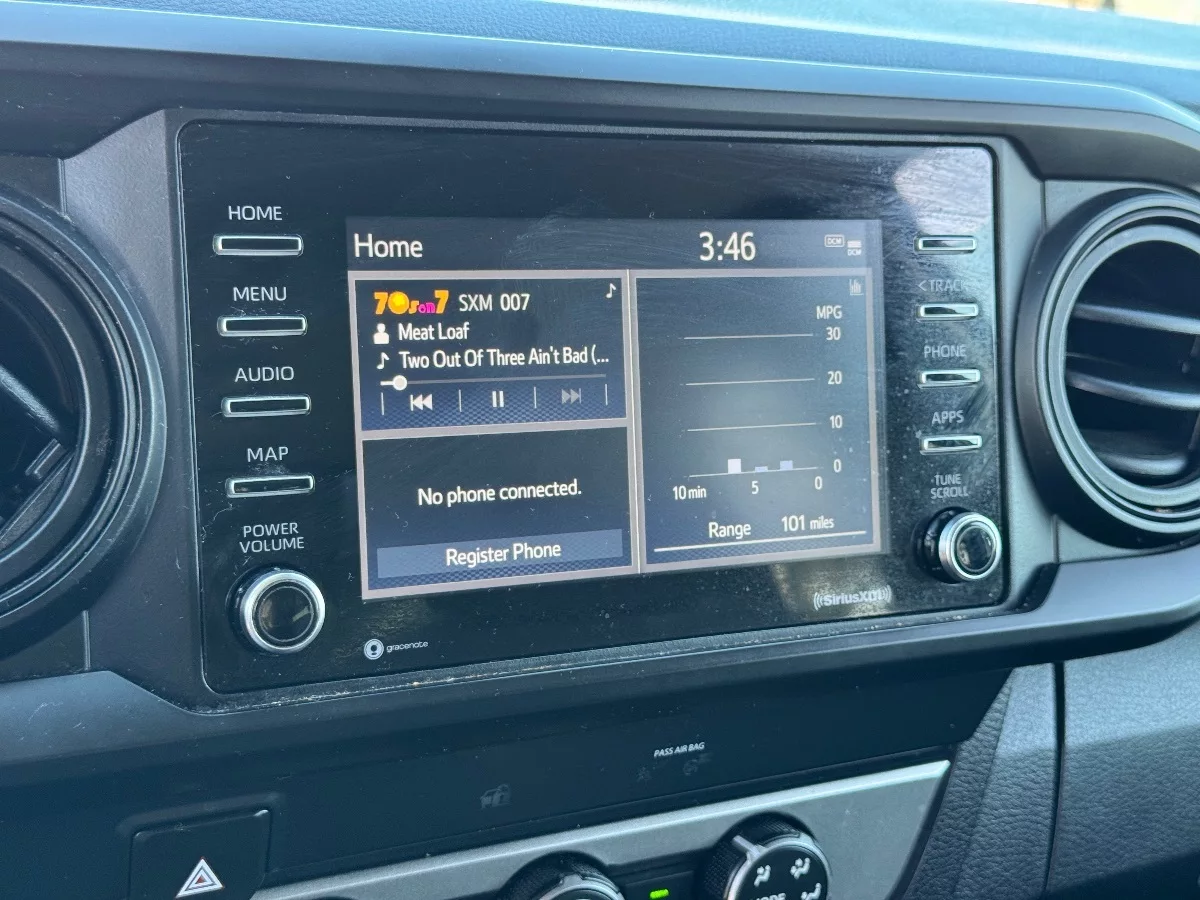 HOME
MENU
AUDIO
MAP
POWER
VOLUME
Home 3:46 DCM
DCM
70s on 7 SXM 007
Meat Loaf
Two Out Of Three Ain't Bad (...
No phone connected.
Register Phone
MPG
30
20
10
0
10 min 5 0
Range 101 miles
<TRACK
PHONE
APPS
TUNE
SCROLL
gracenote
((SiriusXM))
PASS AIR BAG
MODE